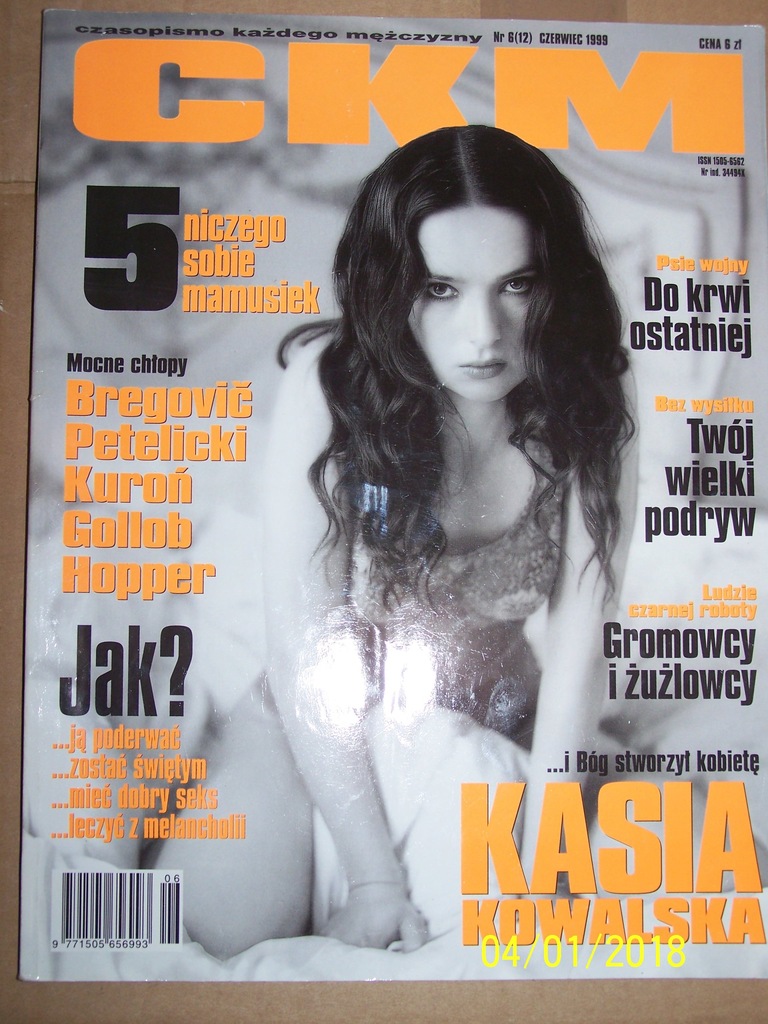 czasopismo każdego mężczyzny Nr 6(12) CZERWIEC 1999 CENA 6 zł
CKM
ISSN 1505-6562
Nr ind. 34494X
5 niczego
sobie
mamusiek
Mocne chłopy
Bregovič
Petelicki
Kuroń
Gollob
Hopper
Jak?
...ją poderwać
...zostać świętym
...mieć dobry seks
...leczyć z melancholii
Psie wojny
Do krwi
ostatniej
Bez wysiłku
Twój
wielki
podryw
Ludzie
czarnej roboty
Gromowcy
i żużlowcy
...i Bóg stworzył kobietę
KASIA
KOWALSKA
06
9 771505 656993
04/01/2018